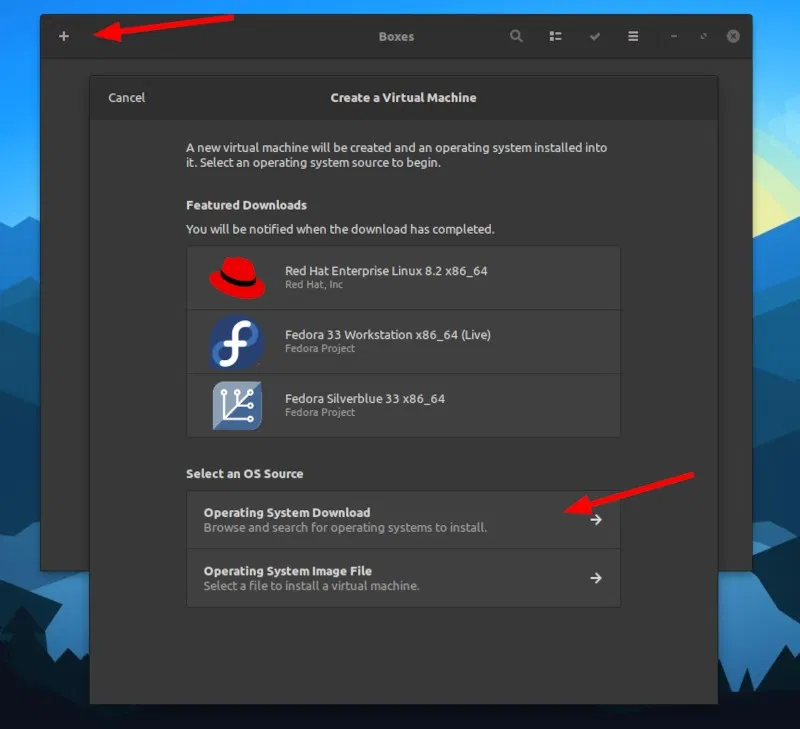 Boxes
Cancel
Create a Virtual Machine
A new virtual machine will be created and an operating system installed into
it. Select an operating system source to begin.
Featured Downloads
You will be notified when the download has completed.
Red Hat Enterprise Linux 8.2 x86_64
Red Hat, Inc
Fedora 33 Workstation x86_64 (Live)
Fedora Project
Fedora Silverblue 33 x86_64
Fedora Project
Select an OS Source
Operating System Download
Browse and search for operating systems to install.
Operating System Image File
Select a file to install a virtual machine.